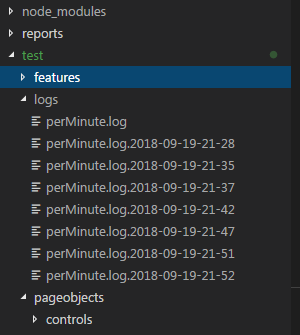 node_modules
reports
test
features
logs
perMinute.log
perMinute.log.2018-09-19-21-28
perMinute.log.2018-09-19-21-35
perMinute.log.2018-09-19-21-37
perMinute.log.2018-09-19-21-42
perMinute.log.2018-09-19-21-47
perMinute.log.2018-09-19-21-51
perMinute.log.2018-09-19-21-52
pageobjects
controls